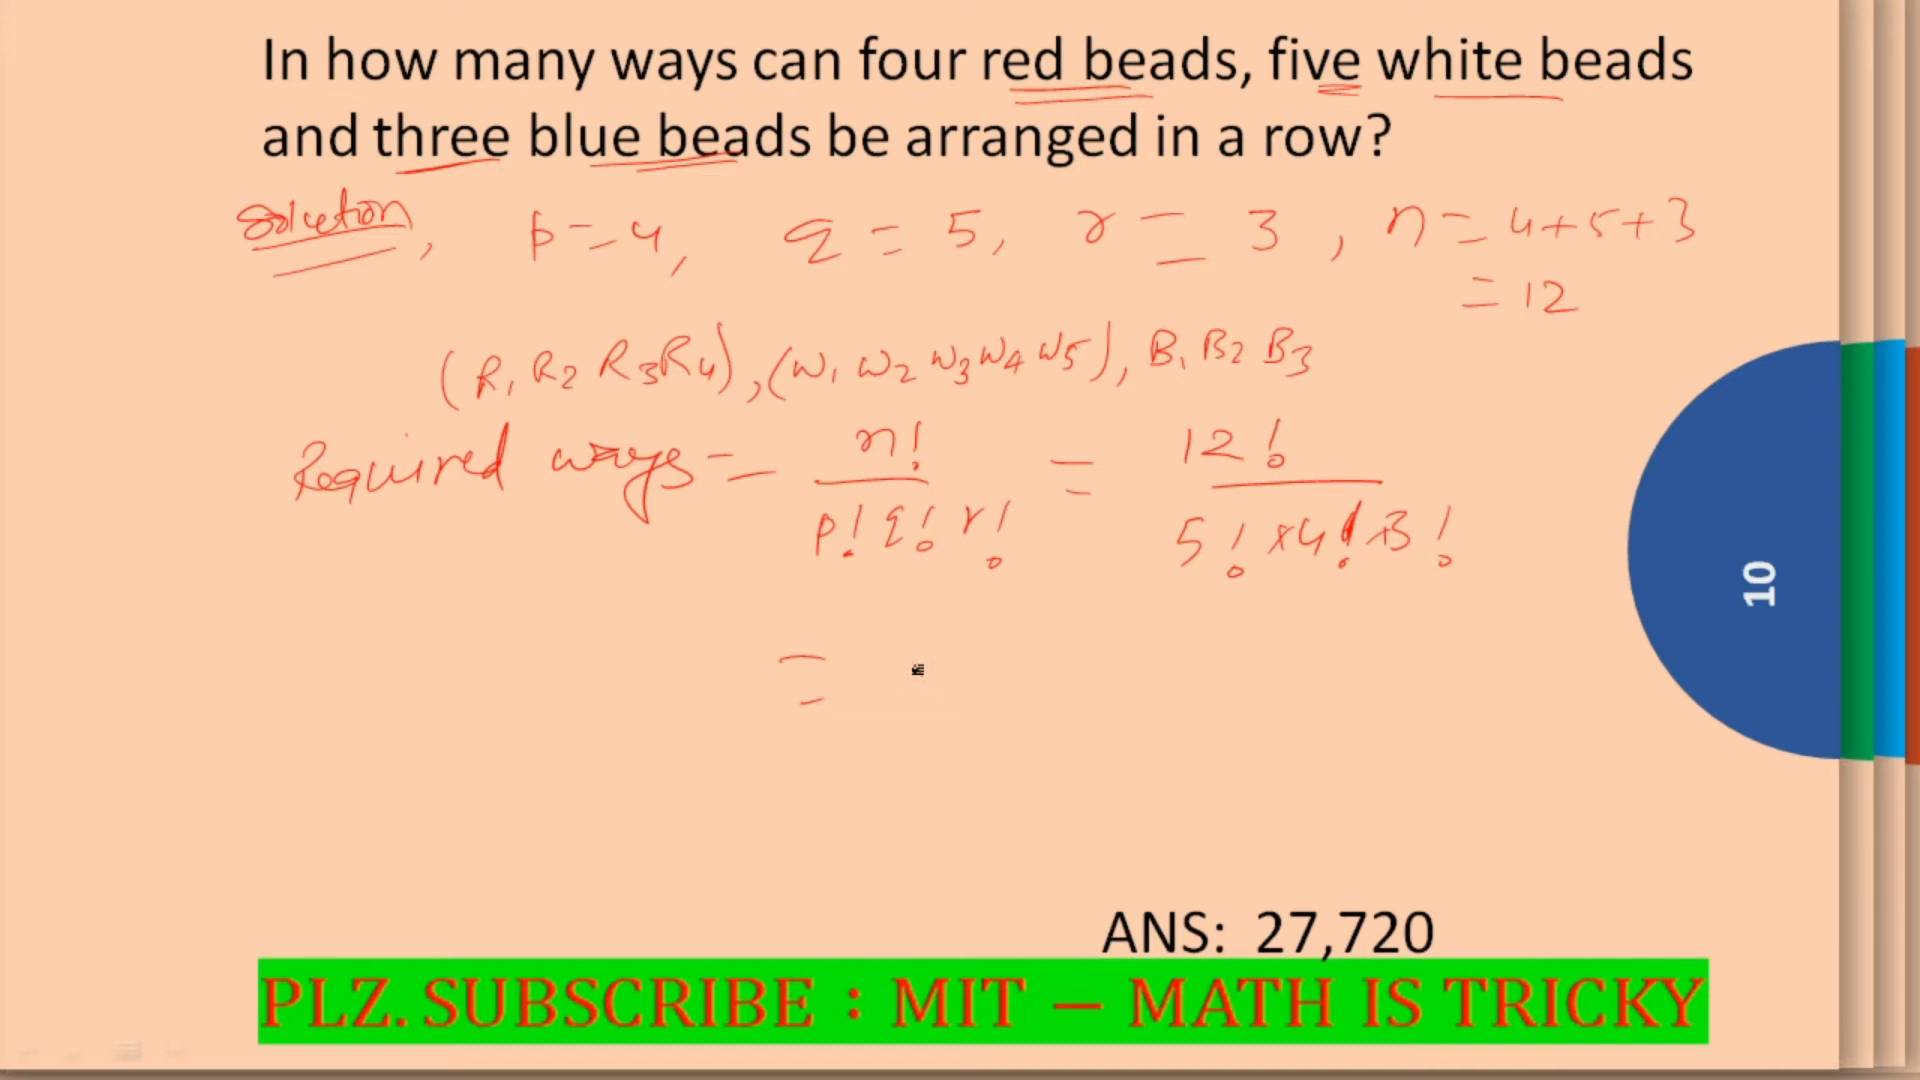 In how many ways can four red beads, five white beads
and three blue beads be arranged in a row?
Solution, p=4, q=5, r=3, n=4+5+3
=12
(R1 R2 R3 R4), (W1 W2 W3 W4 W5), B1 B2 B3
Required ways = n!/p! q! r! = 12!/5! × 4! × 3!
=
10
ANS: 27,720
PLZ. SUBSCRIBE : MIT – MATH IS TRICKY